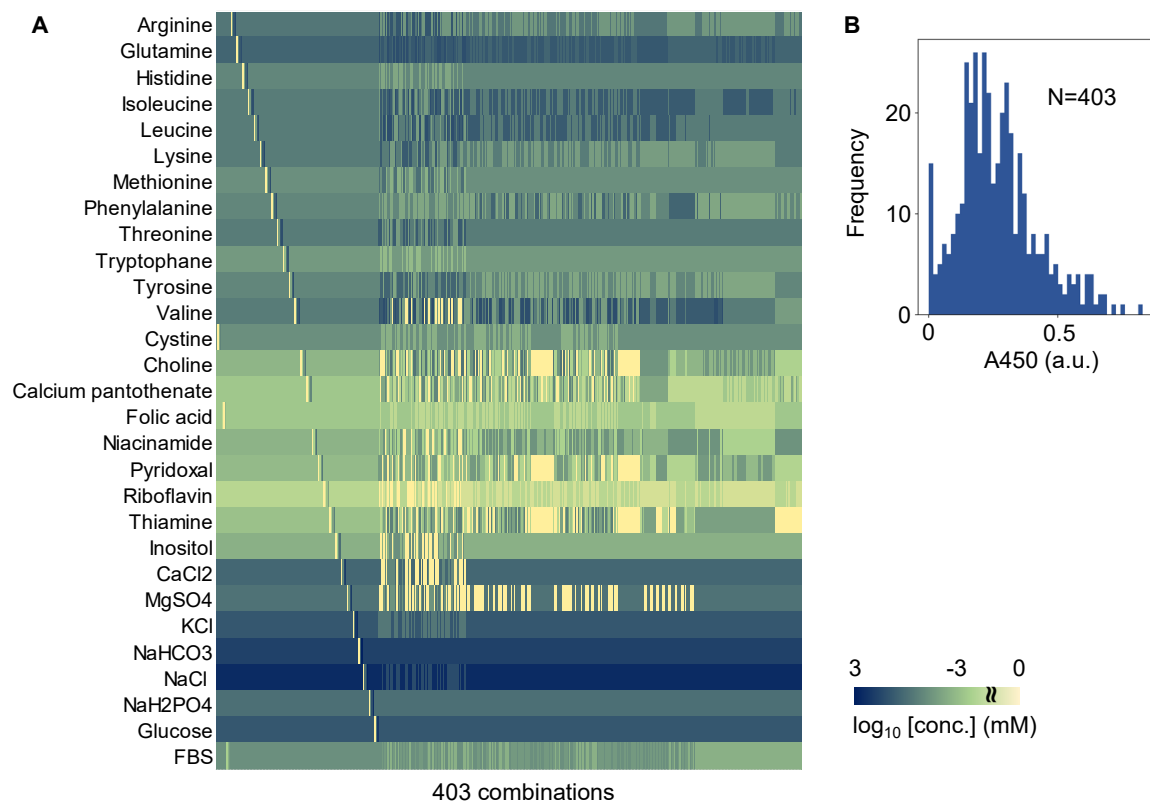 A
Arginine
Glutamine
Histidine
Isoleucine
Leucine
Lysine
Methionine
Phenylalanine
Threonine
Tryptophane
Tyrosine
Valine
Cystine
Choline
Calcium pantothenate
Folic acid
Niacinamide
Pyridoxal
Riboflavin
Thiamine
Inositol
CaCl2
MgSO4
KCl
NaHCO3
NaCl
NaH2PO4
Glucose
FBS
403 combinations
B
N=403
Frequency
20
10
0
0 0.5
A450 (a.u.)
3 -3 0
log₁₀ [conc.] (mM)